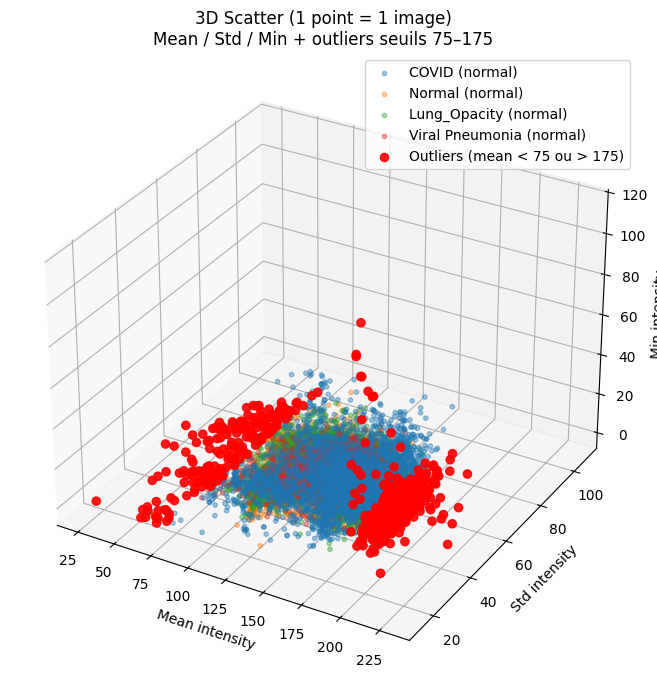 3D Scatter (1 point = 1 image)
Mean / Std / Min + outliers seuils 75–175
COVID (normal)
Normal (normal)
Lung_Opacity (normal)
Viral Pneumonia (normal)
Outliers (mean < 75 ou > 175)
120
100
80
60
40
20
0
Min intensity
100
80
60
40
20
Std intensity
25
50
75
100
125
150
175
200
225
Mean intensity